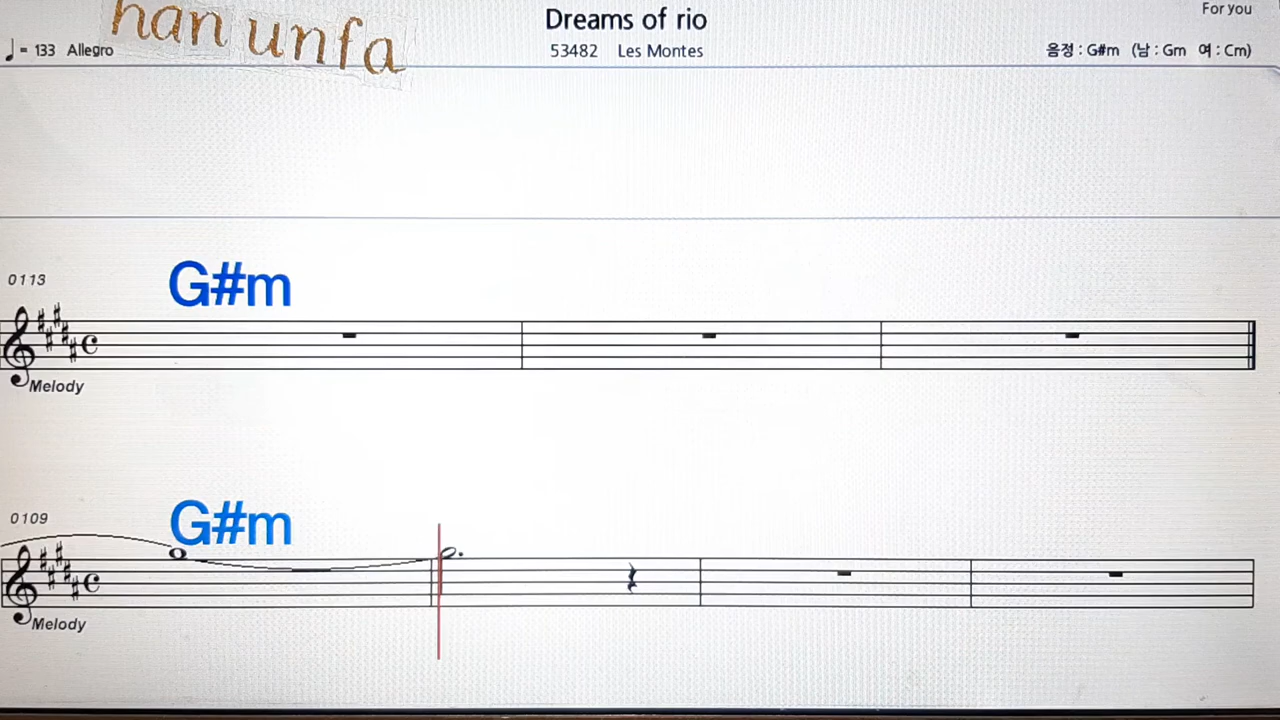 For you
Dreams of rio
han unfa
♩ = 133 Allegro
53482 Les Montes
음정 : G#m (남 : Gm 여 : Cm)
0113
G#m
Melody
0109
G#m
Melody